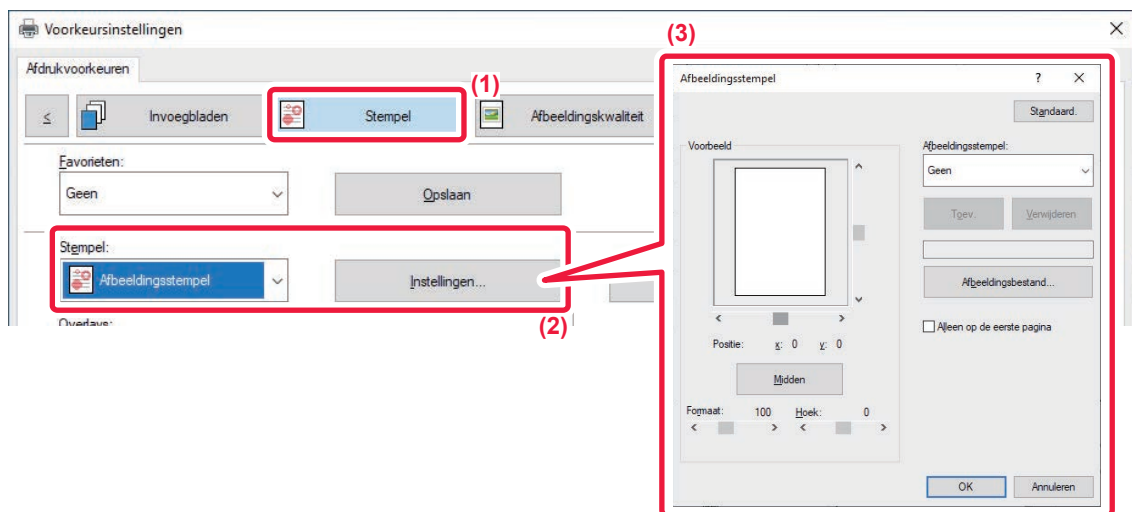 Voorkeursinstellingen
(3)
Afdrukvoorkeuren
(1)
< Invoegbladen Stempel Afbeeldingskwaliteit
Favorieten:
Geen Opslaan
Stempel:
Afbeeldingsstempel Instellingen...
(2)
Overlays:
Afbeeldingsstempel ? X
Standaard.
Voorbeeld Afbeeldingsstempel:
Geen
Toev. Verwijderen
Afbeeldingsbestand...
Alleen op de eerste pagina
Positie: x: 0 y: 0
Midden
Formaat: 100 Hoek: 0
OK Annuleren